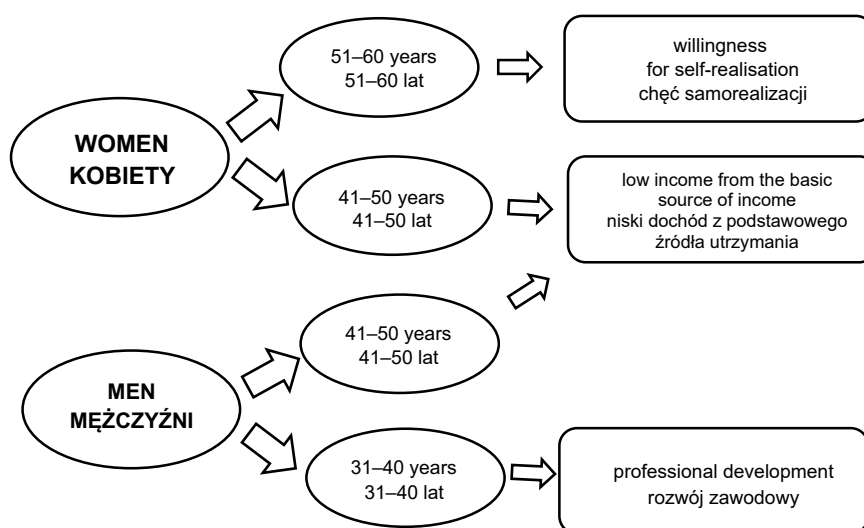 WOMEN
KOBIETY
51–60 years
51–60 lat
willingness
for self-realisation
chęć samorealizacji
41–50 years
41–50 lat
low income from the basic
source of income
niski dochód z podstawowego
źródła utrzymania
MEN
MĘŻCZYŹNI
41–50 years
41–50 lat
31–40 years
31–40 lat
professional development
rozwój zawodowy